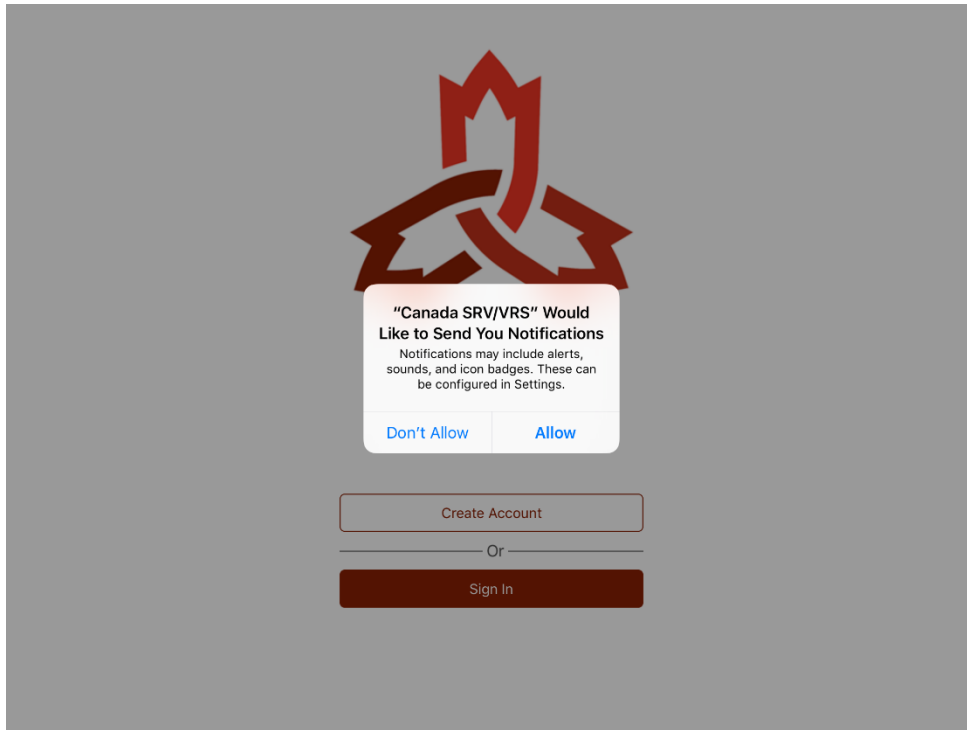 “Canada SRV/VRS” Would
Like to Send You Notifications
Notifications may include alerts,
sounds, and icon badges. These can
be configured in Settings.
Don’t Allow
Allow
Create Account
Or
Sign In